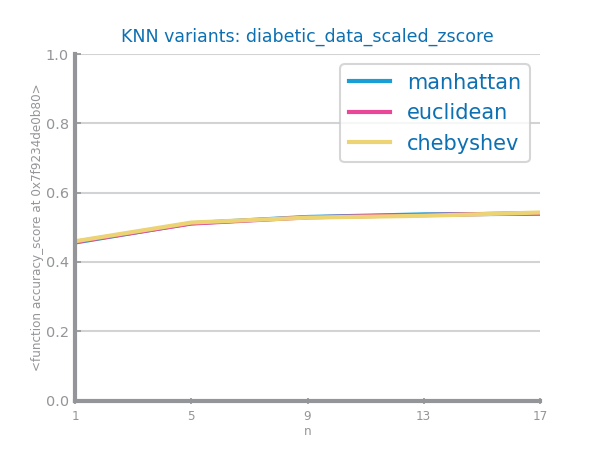 KNN variants: diabetic_data_scaled_zscore
<function accuracy_score at 0x7f9234de0b80>
1.0
0.8
0.6
0.4
0.2
0.0
manhattan
euclidean
chebyshev
1 5 9 13 17
n